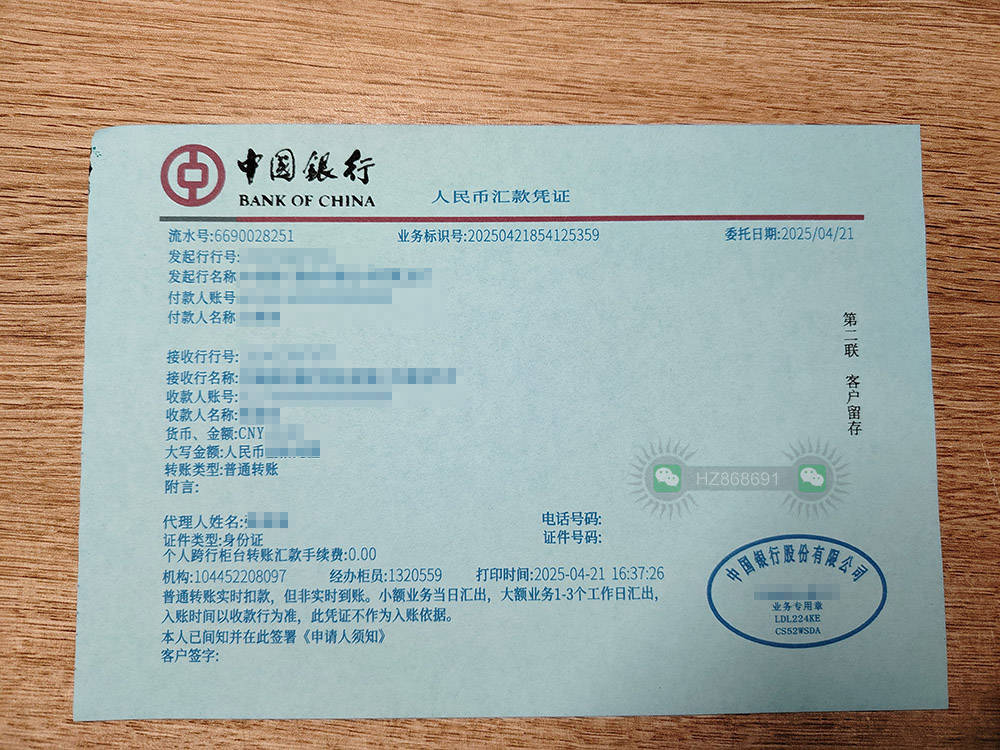 中国银行
BANK OF CHINA
人民币汇款凭证
流水号:6690028251 业务标识号:20250421854125359 委托日期:2025/04/21
发起行行号:
发起行名称
付款人账号
付款人名称
接收行行号:
接收行名称:
收款人账号:
收款人名称:
货币、金额:CNY
大写金额:人民币
转账类型:普通转账
附言:
第二联 客户留存
HZ868691
代理人姓名: 电话号码:
证件类型:身份证 证件号码:
个人跨行柜台转账汇款手续费:0.00
机构:104452208097 经办柜员:1320559 打印时间:2025-04-21 16:37:26
普通转账实时扣款，但非实时到账。小额业务当日汇出，大额业务1-3个工作日汇出，
入账时间以收款行为准，此凭证不作为入账依据。
本人已间知并在此签署《申请人须知》
客户签字:
中国银行股份有限公司
业务专用章
LDL224KE
CS52WSDA